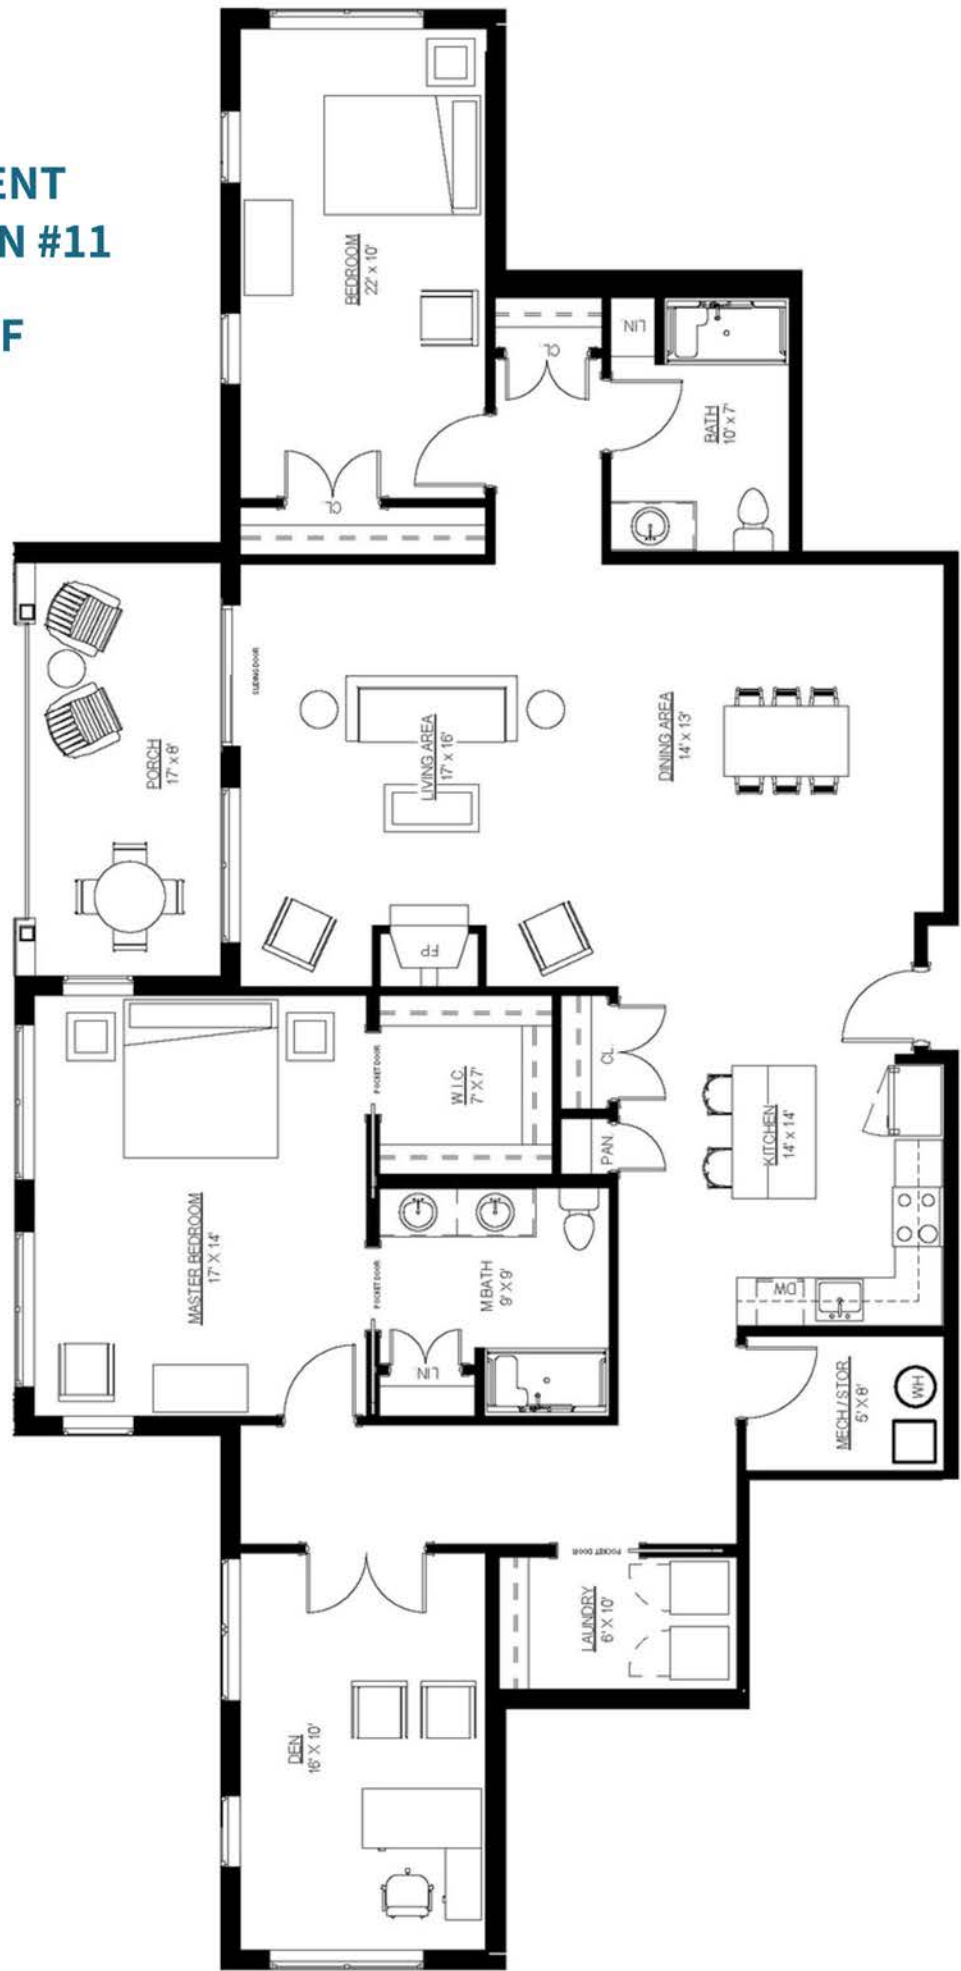 ENT
N #11
F
BEDROOM
22' x 10'
CL
CL
LIN
BATH
10' x 7'
SLIDING DOOR
PORCH
17' x 8'
LIVING AREA
17' x 16'
DINING AREA
14' x 13'
FP
POCKET DOOR
W.I.C.
7' X 7'
CL
PAN.
KITCHEN
14' x 14'
MASTER BEDROOM
17' X 14'
POCKET DOOR
M BATH
9' X 9'
LIN
DW
MECH / STOR
5' X 8'
WH
POCKET DOOR
LAUNDRY
6' X 10'
DEN
16' X 10'